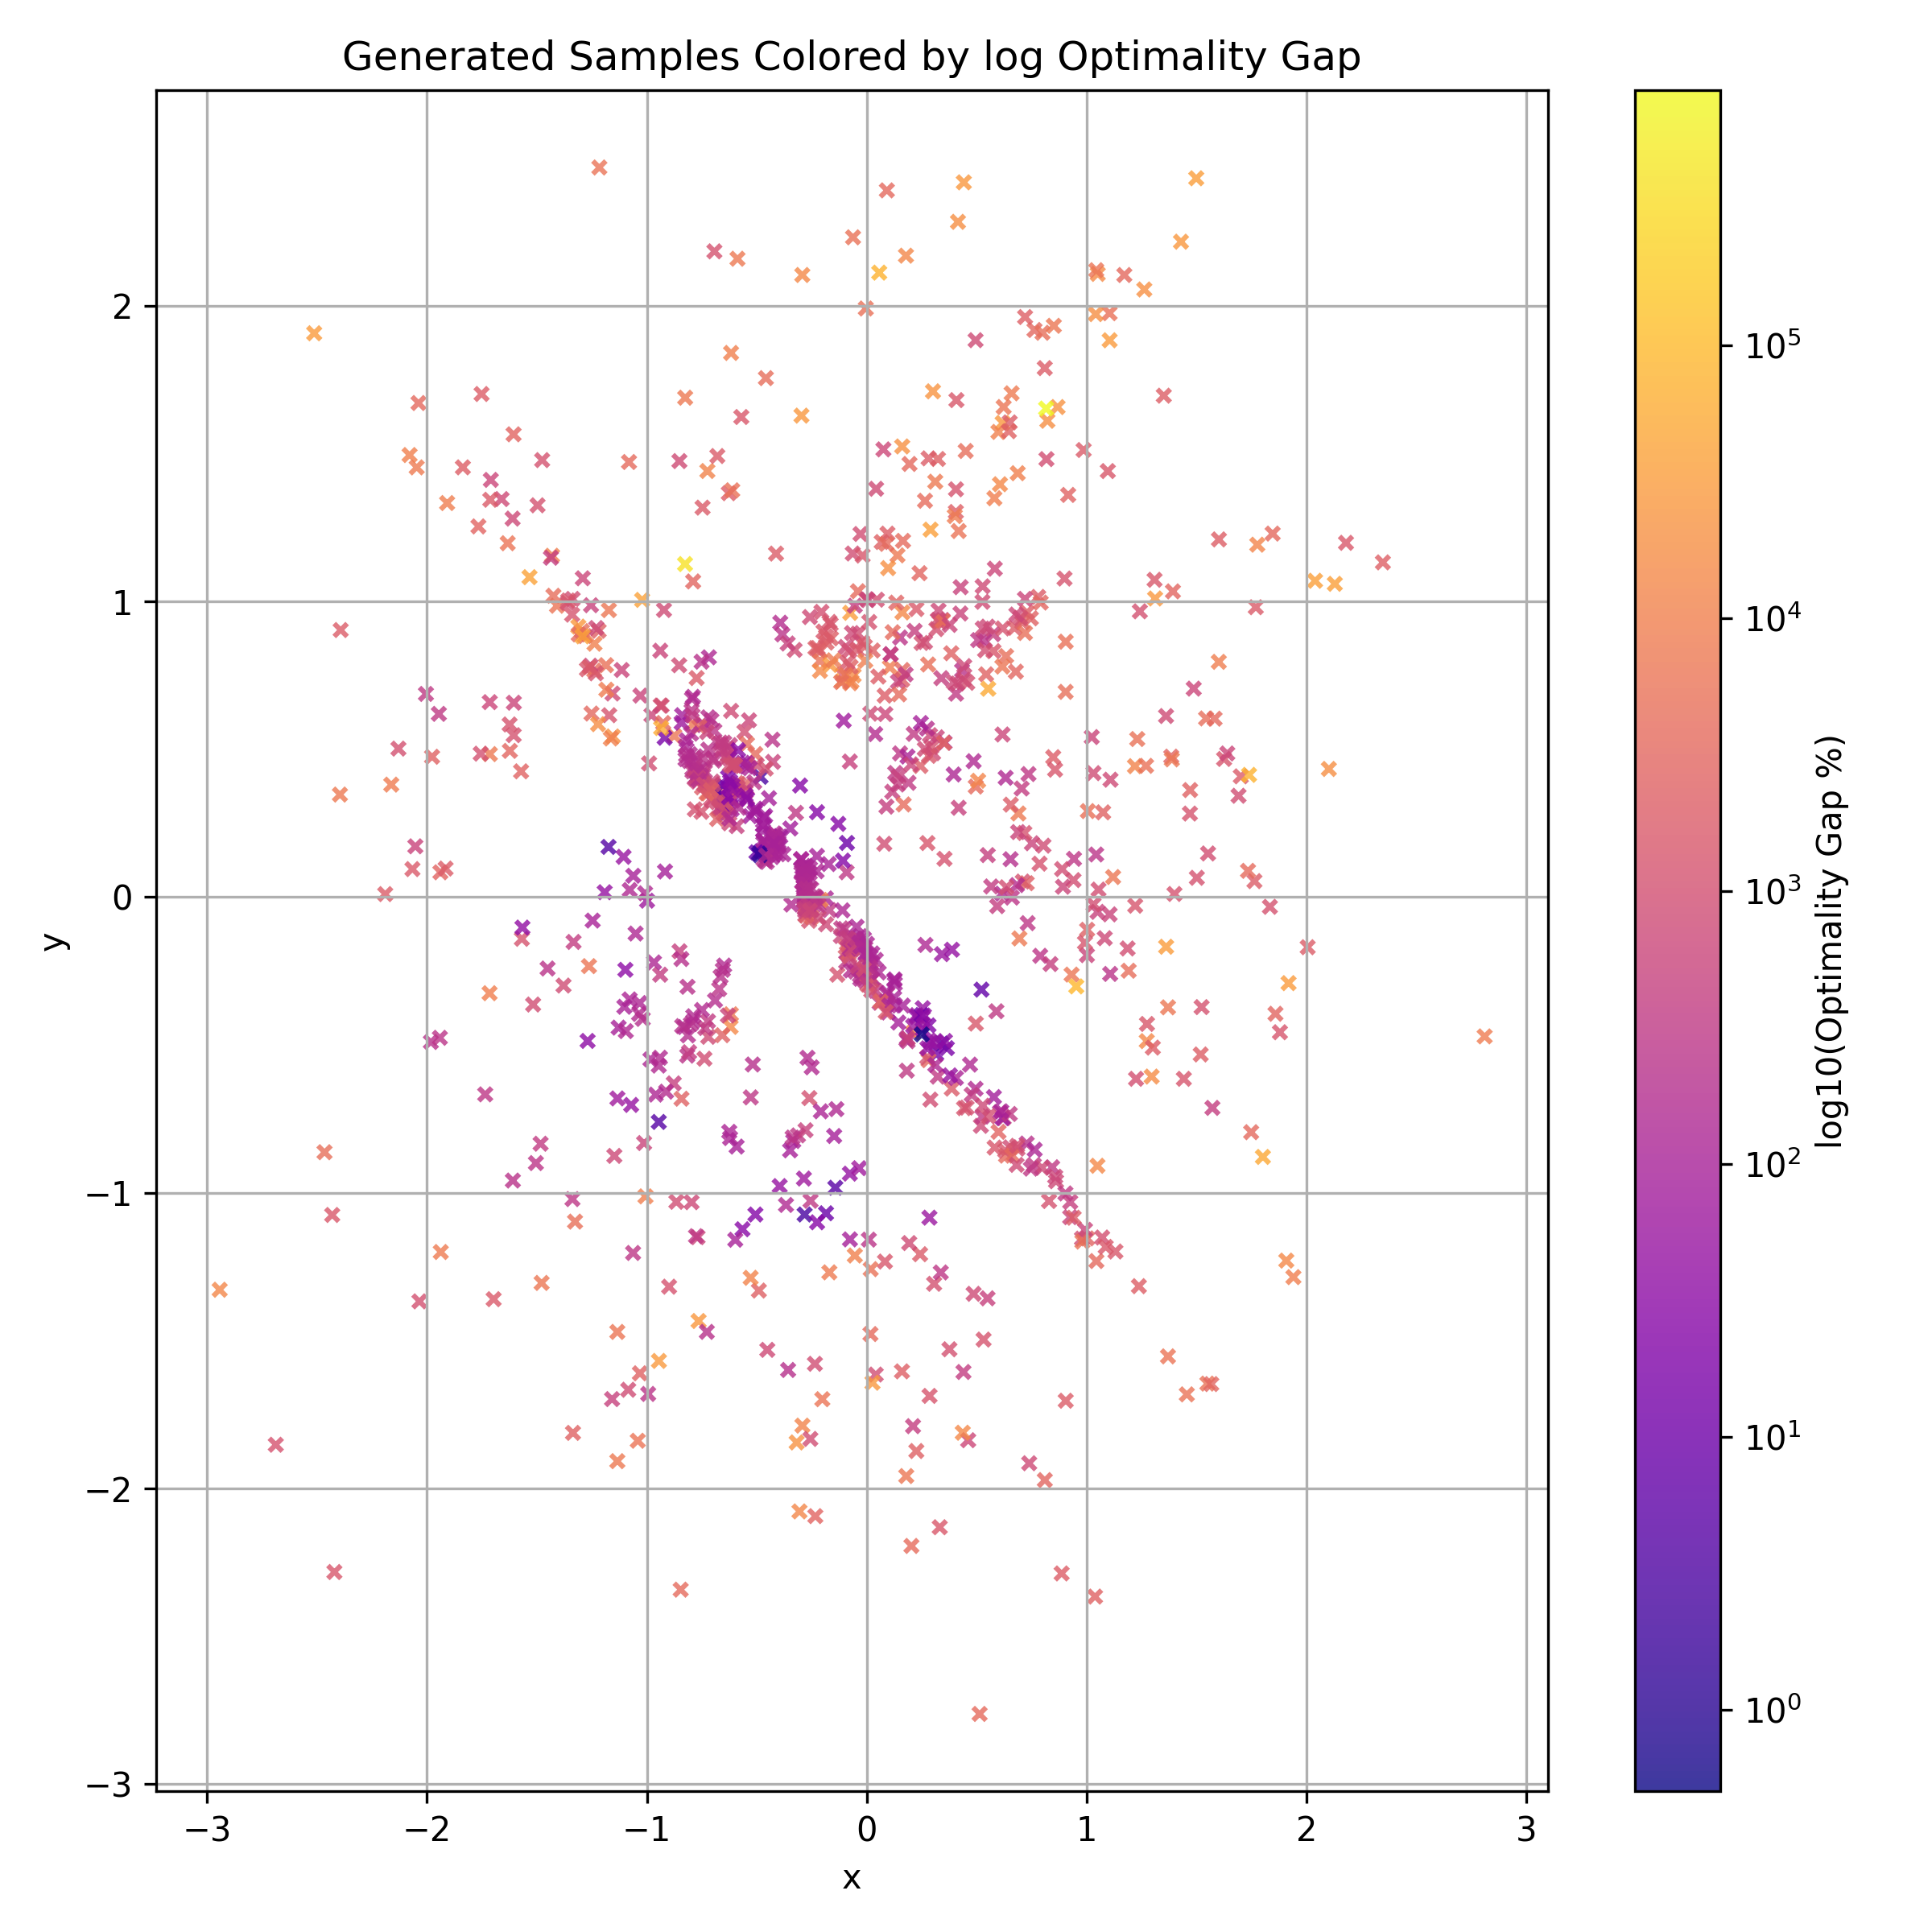 Generated Samples Colored by log Optimality Gap
2
1
0
−1
−2
−3
y
−3 −2 −1 0 1 2 3
x
10⁵
10⁴
10³
10²
10¹
10⁰
log10(Optimality Gap %)